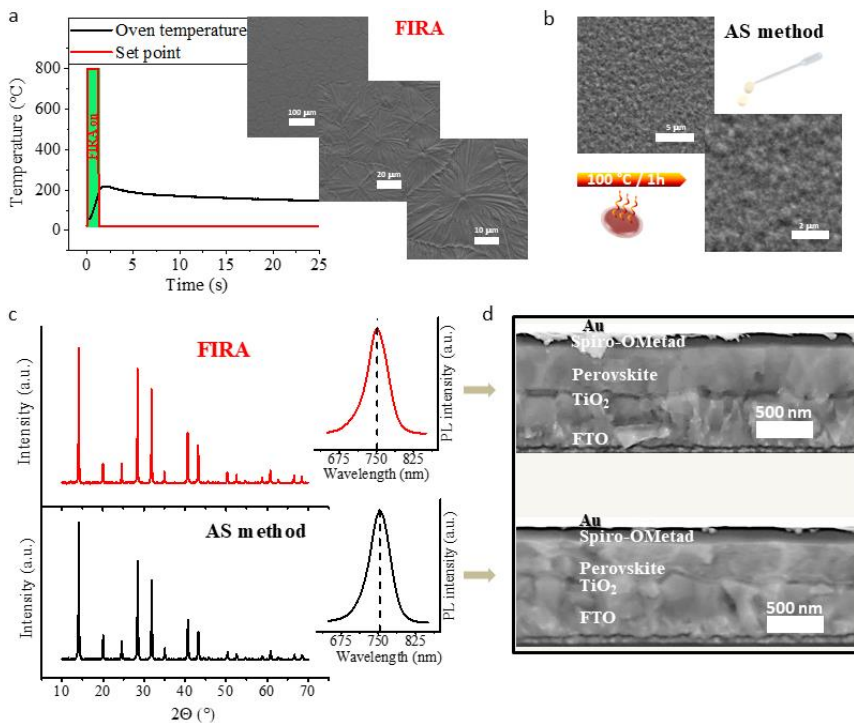 a
Oven temperature
Set point
FIRA
800
600
400
200
0
Temperature (°C)
FIRA on
0 5 10 15 20 25
Time (s)
100 µm
20 µm
10 µm
b
AS method
5 µm
100 °C / 1h
2 µm
c
FIRA
Intensity (a.u.)
PL intensity (a.u.)
675 750 825
Wavelength (nm)
AS method
Intensity (a.u.)
PL intensity (a.u.)
675 750 825
Wavelength (nm)
10 20 30 40 50 60 70
2Θ (°)
d
Au
Spiro-OMetad
Perovskite
TiO₂
FTO
500 nm
Au
Spiro-OMetad
Perovskite
TiO₂
FTO
500 nm